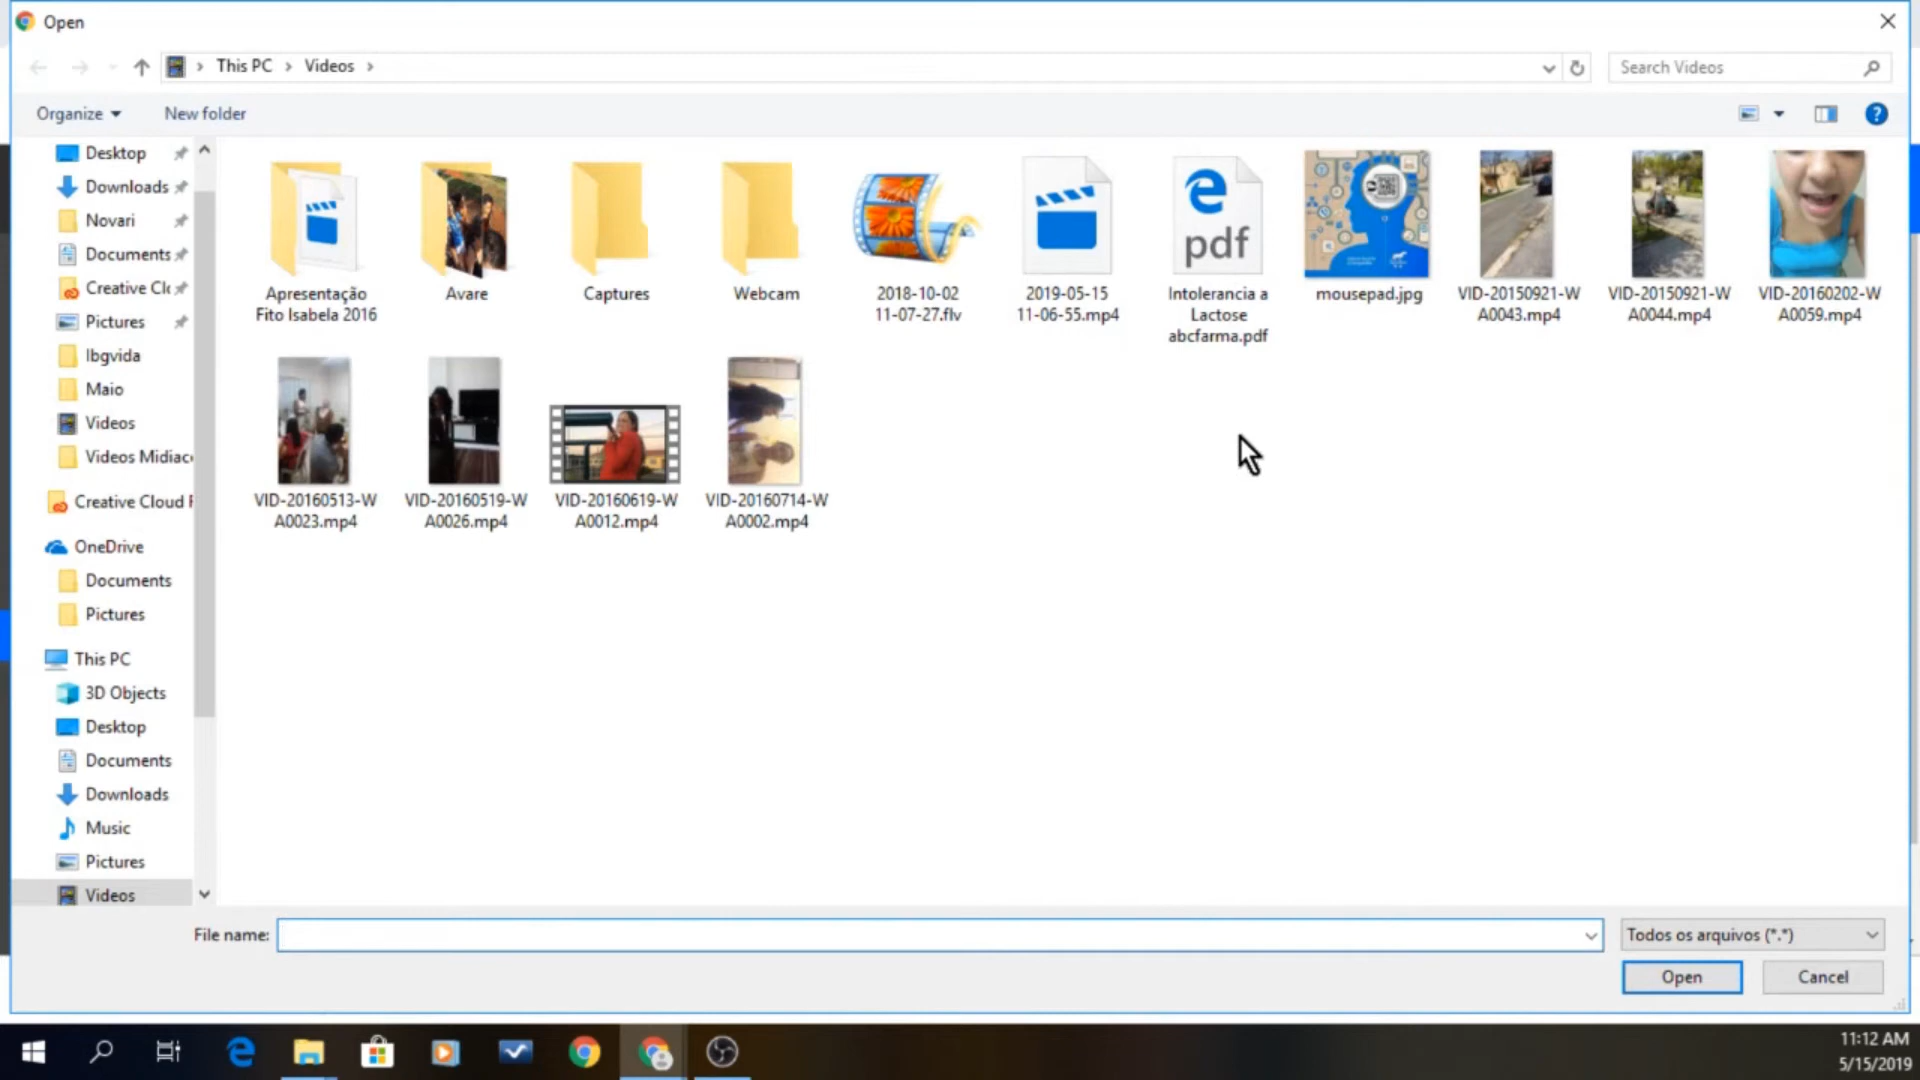 Open
This PC
Videos
Search Videos
Organize
New folder
Desktop
Downloads
Novari
Documents
Creative Clo
Pictures
Ibgvida
Maio
Videos
Videos Midiac
Creative Cloud F
OneDrive
Documents
Pictures
This PC
3D Objects
Desktop
Documents
Downloads
Music
Pictures
Videos
Apresentação
Fito Isabela 2016
Avare
Captures
Webcam
2018-10-02
11-07-27.flv
2019-05-15
11-06-55.mp4
pdf
Intolerancia a
Lactose
abcfarma.pdf
mousepad.jpg
VID-20150921-W
A0043.mp4
VID-20150921-W
A0044.mp4
VID-20160202-W
A0059.mp4
VID-20160513-W
A0023.mp4
VID-20160519-W
A0026.mp4
VID-20160619-W
A0012.mp4
VID-20160714-W
A0002.mp4
File name:
Todos os arquivos (*.*)
Open
Cancel
11:12 AM
5/15/2019